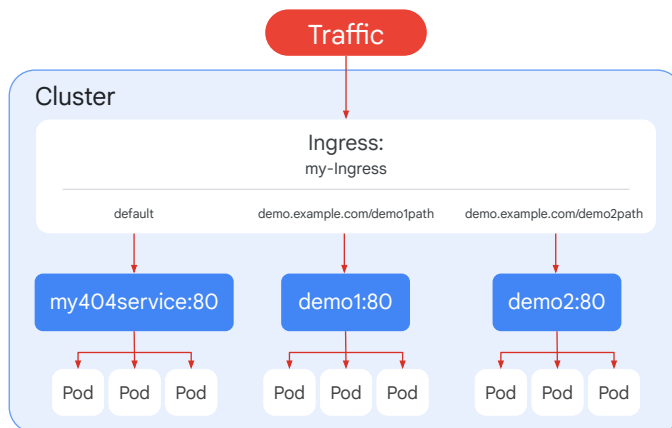 Traffic
Cluster
Ingress:
my-Ingress
default
demo.example.com/demo1path
demo.example.com/demo2path
my404service:80
demo1:80
demo2:80
Pod
Pod
Pod
Pod
Pod
Pod
Pod
Pod
Pod